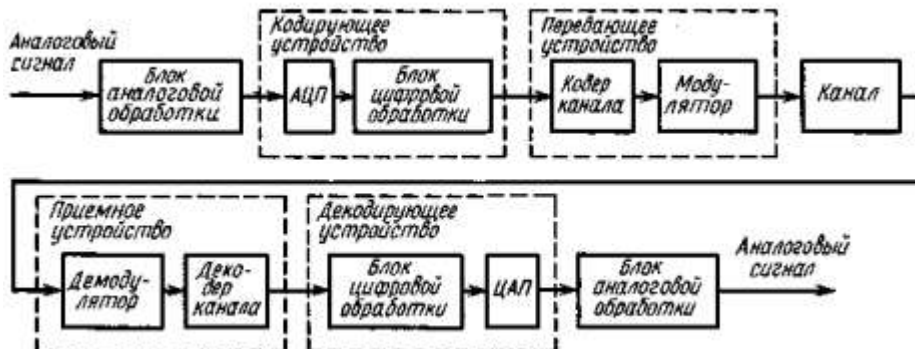 Аналоговый
сигнал
Блок
аналоговой
обработки
Кодирующее
устройство
АЦП
Блок
цифровой
обработки
Передающее
устройство
Кодер
канала
Моду-
лятор
Канал
Приемное
устройство
Демоду-
лятор
Деко-
дер
канала
Декодирующее
устройство
Блок
цифровой
обработки
ЦАП
Блок
аналоговой
обработки
Аналоговый
сигнал